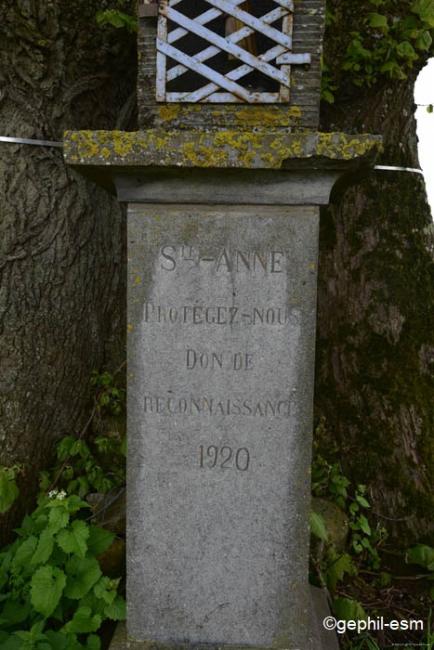 STE-ANNE
PROTÉGEZ-NOUS
DON DE
RECONNAISSANCE
1920
©gephil-esm